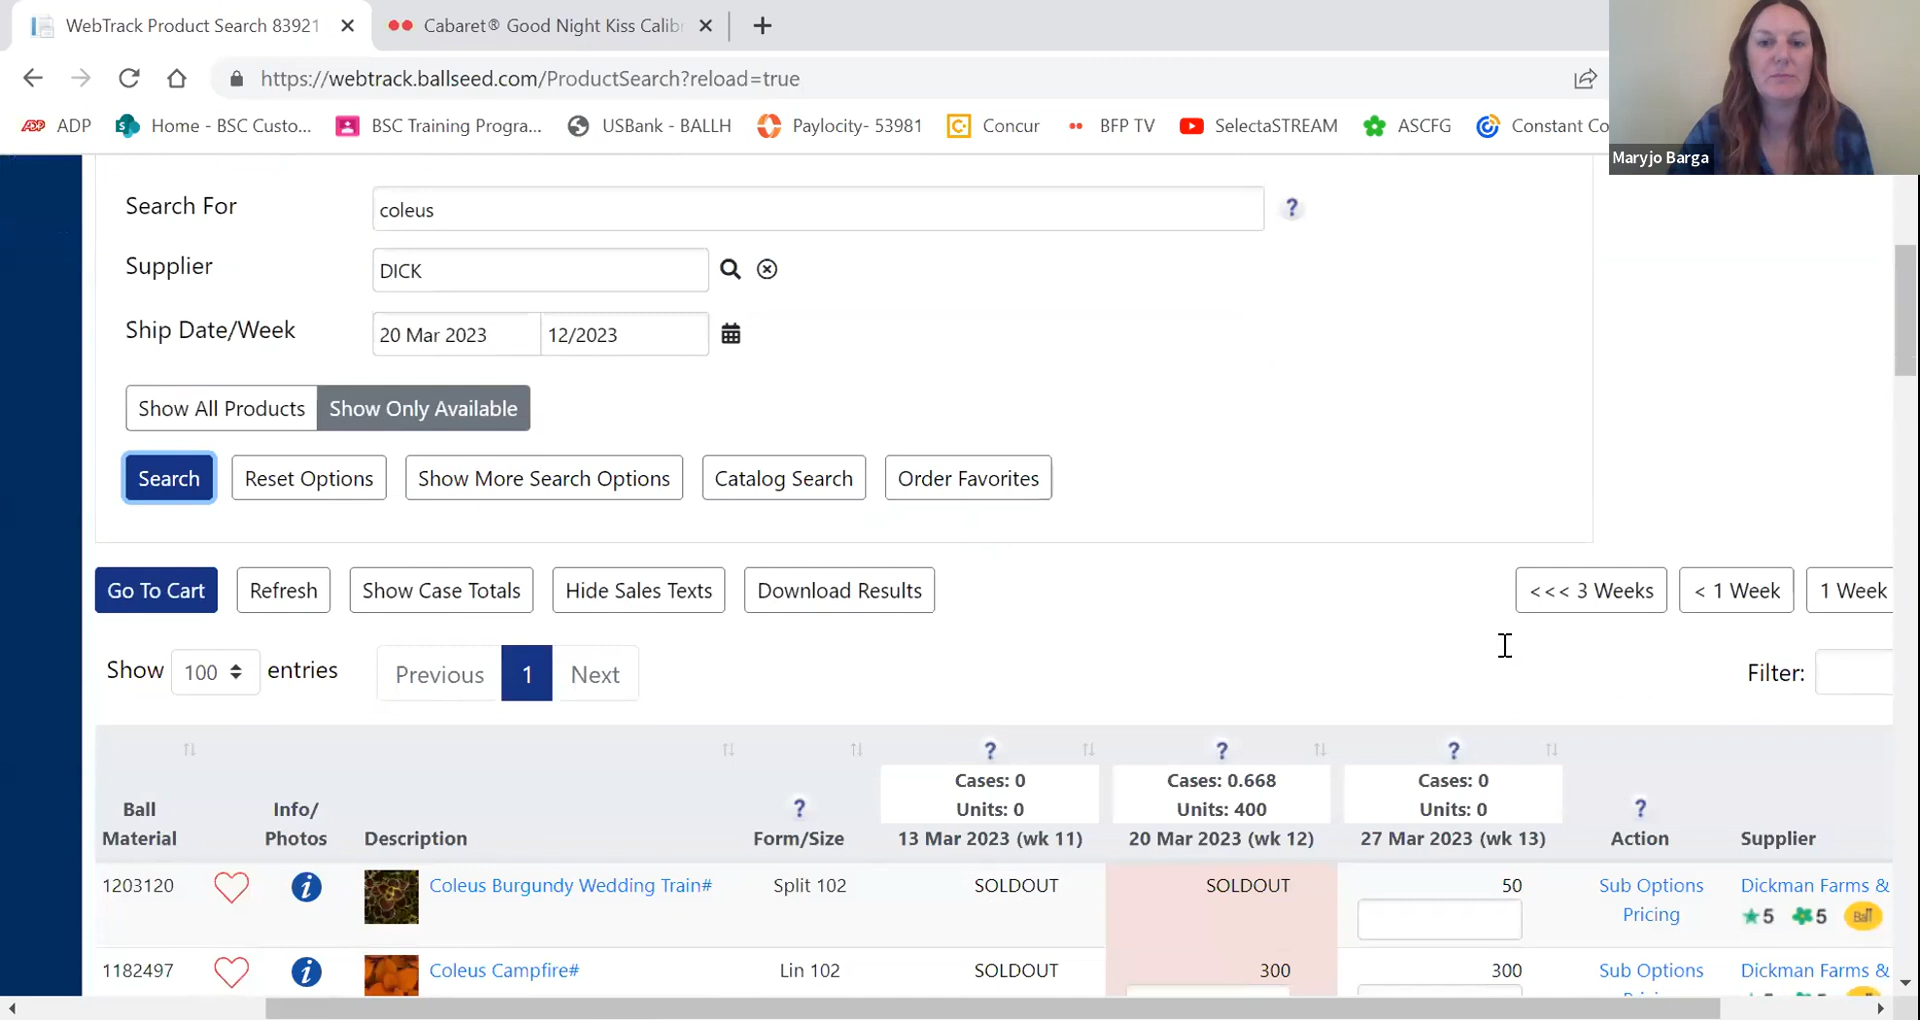 WebTrack Product Search 83921
Cabaret® Good Night Kiss Calibr
https://webtrack.ballseed.com/ProductSearch?reload=true
ADP ADP
Home - BSC Custo...
BSC Training Progra...
USBank - BALLH
Paylocity- 53981
Concur
BFP TV
SelectaSTREAM
ASCFG
Constant Co
Maryjo Barga
Search For coleus ?
Supplier DICK
Ship Date/Week 20 Mar 2023 12/2023
Show All Products Show Only Available
Search Reset Options Show More Search Options Catalog Search Order Favorites
Go To Cart Refresh Show Case Totals Hide Sales Texts Download Results <<< 3 Weeks < 1 Week 1 Week
Show 100 entries Previous 1 Next Filter:
? ? ?
Cases: 0 Cases: 0.668 Cases: 0
Ball Info/ ? Units: 0 Units: 400 Units: 0 ?
Material Photos Description Form/Size 13 Mar 2023 (wk 11) 20 Mar 2023 (wk 12) 27 Mar 2023 (wk 13) Action Supplier
1203120 i Coleus Burgundy Wedding Train# Split 102 SOLDOUT SOLDOUT 50 Sub Options Dickman Farms &
Pricing 5 5 Ball
1182497 i Coleus Campfire# Lin 102 SOLDOUT 300 300 Sub Options Dickman Farms &